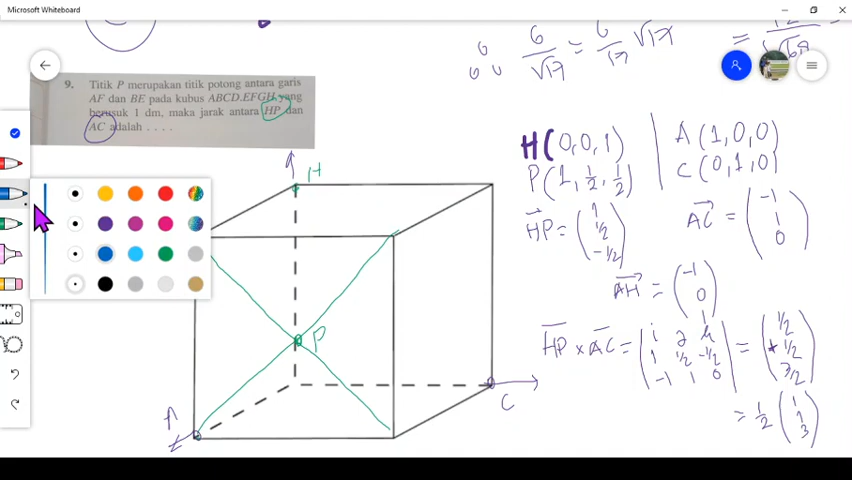 Microsoft Whiteboard
6/√17 = 6/17 √17
9. Titik P merupakan titik potong antara garis
AF dan BE pada kubus ABCD.EFGH yang
berusuk 1 dm, maka jarak antara HP dan
AC adalah . . . .
H(0,0,1) A(1,0,0)
P(1, 1/2, 1/2) C(0,1,0)
HP = (1 1/2 -1/2) AC = (-1 1 0)
AH = (-1 0 1)
HP × AC = | i j k | = (1/2 1/2 3/2)
1 1/2 -1/2
-1 1 0
= 1/2 (1 1 3)
H
P
A
C